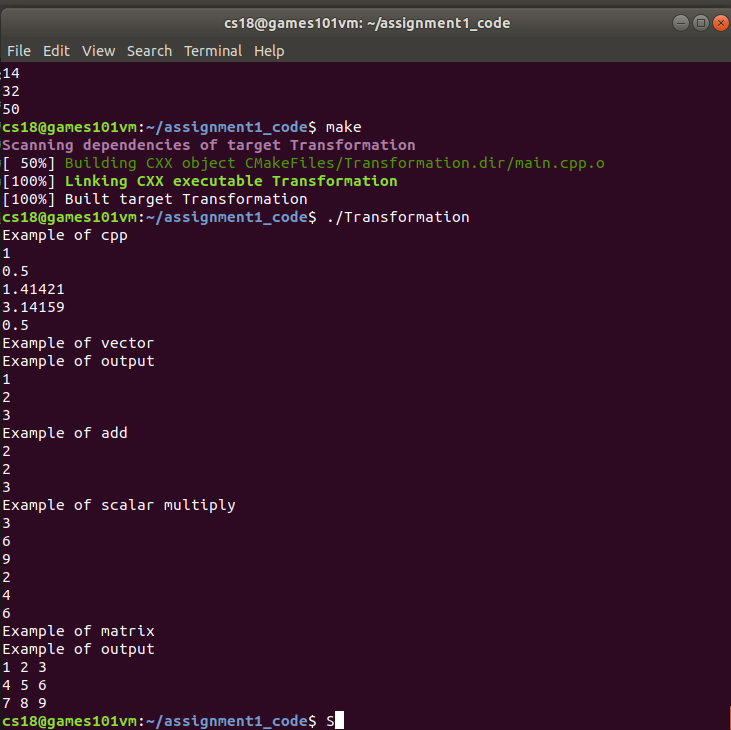 cs18@games101vm: ~/assignment1_code
File Edit View Search Terminal Help
14
32
50
cs18@games101vm:~/assignment1_code$ make
Scanning dependencies of target Transformation
[ 50%] Building CXX object CMakeFiles/Transformation.dir/main.cpp.o
[100%] Linking CXX executable Transformation
[100%] Built target Transformation
cs18@games101vm:~/assignment1_code$ ./Transformation
Example of cpp
1
0.5
1.41421
3.14159
0.5
Example of vector
Example of output
1
2
3
Example of add
2
2
3
Example of scalar multiply
3
6
9
2
4
6
Example of matrix
Example of output
1 2 3
4 5 6
7 8 9
cs18@games101vm:~/assignment1_code$ S